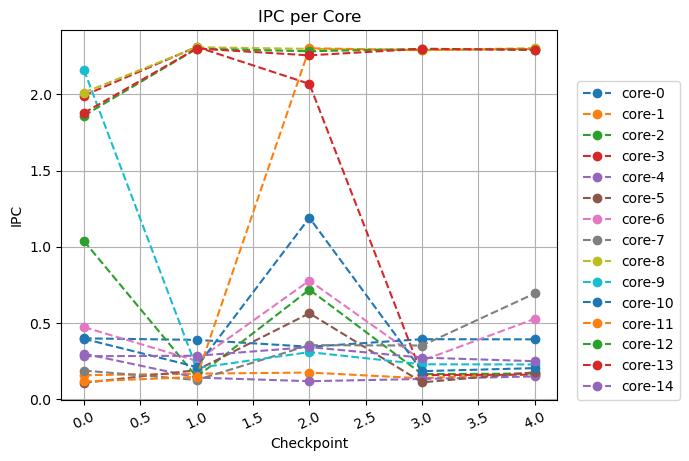 IPC per Core
IPC
2.0
1.5
1.0
0.5
0.0
0.0 0.5 1.0 1.5 2.0 2.5 3.0 3.5 4.0
Checkpoint
core-0
core-1
core-2
core-3
core-4
core-5
core-6
core-7
core-8
core-9
core-10
core-11
core-12
core-13
core-14